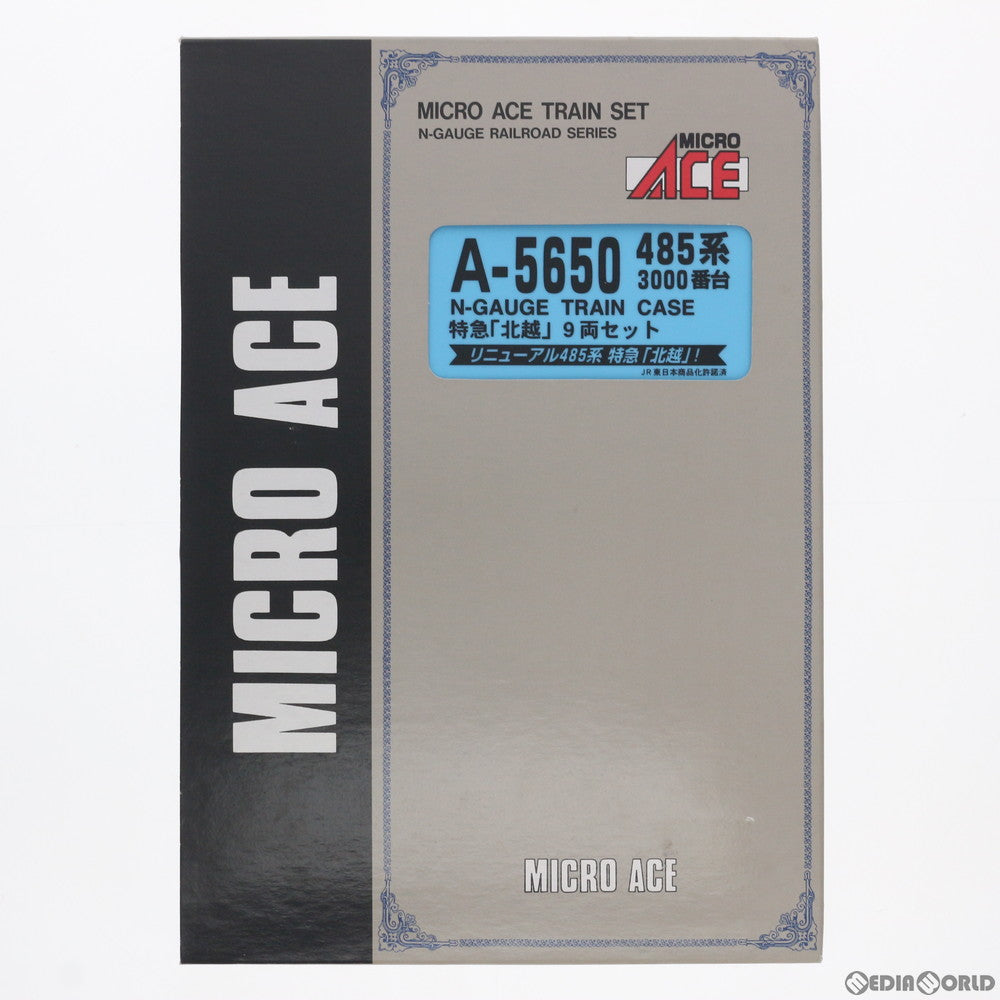 MICRO ACE
MICRO ACE TRAIN SET
N-GAUGE RAILROAD SERIES
MICRO
ACE
A-5650 485系
3000番台
N-GAUGE TRAIN CASE
特急「北越」9両セット
リニューアル485系 特急「北越」!
JR東日本商品化許諾済
MICRO ACE
MEDIAWORLD